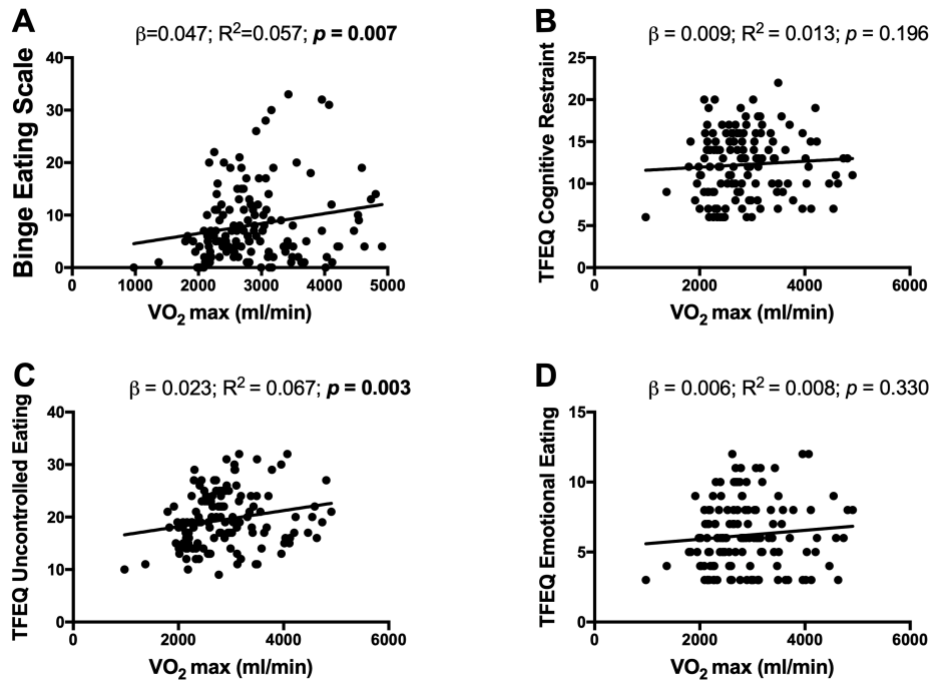 A
β=0.047; R²=0.057; p = 0.007
Binge Eating Scale
40
30
20
10
0
0 1000 2000 3000 4000 5000
VO₂ max (ml/min)
B
β = 0.009; R² = 0.013; p = 0.196
TFEQ Cognitive Restraint
25
20
15
10
5
0
0 2000 4000 6000
VO₂ max (ml/min)
C
β = 0.023; R² = 0.067; p = 0.003
TFEQ Uncontrolled Eating
40
30
20
10
0
0 2000 4000 6000
VO₂ max (ml/min)
D
β = 0.006; R² = 0.008; p = 0.330
TFEQ Emotional Eating
15
10
5
0
0 2000 4000 6000
VO₂ max (ml/min)